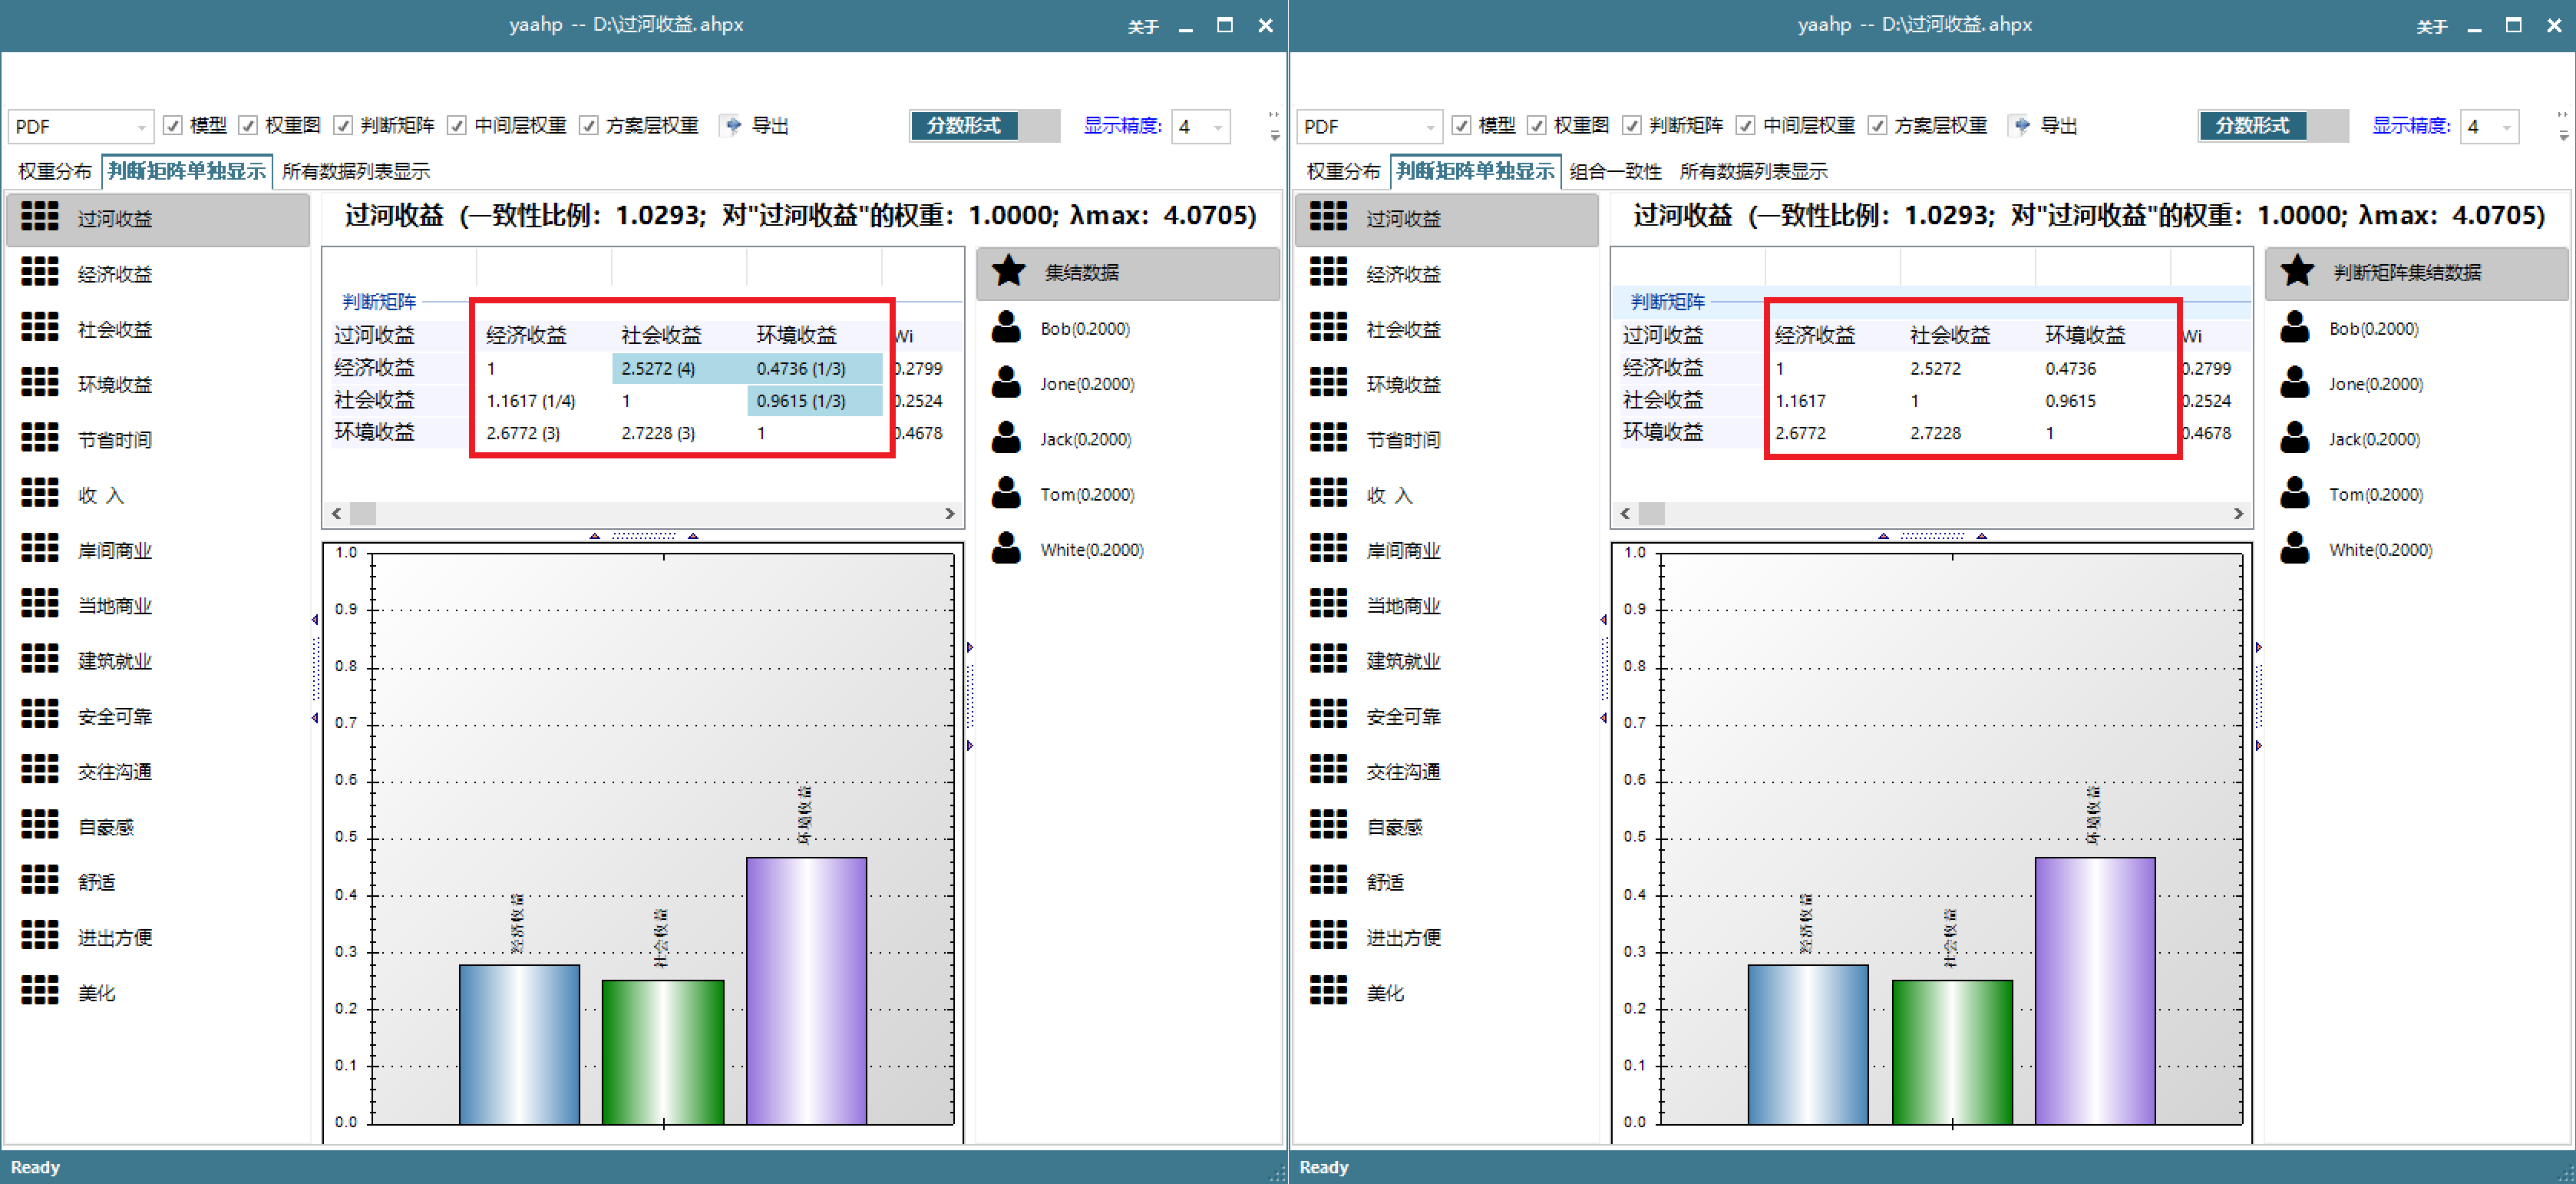 yaahp -- D:\过河收益.ahpx
关于
PDF
模型
权重图
判断矩阵
中间层权重
方案层权重
导出
分数形式
显示精度:
4
权重分布
判断矩阵单独显示
所有数据列表显示
过河收益
经济收益
社会收益
环境收益
节省时间
收 入
岸间商业
当地商业
建筑就业
安全可靠
交往沟通
自豪感
舒适
进出方便
美化
过河收益 (一致性比例: 1.0293; 对"过河收益"的权重: 1.0000; λmax: 4.0705)
判断矩阵
过河收益 经济收益 社会收益 环境收益 Wi
经济收益 1 2.5272 (4) 0.4736 (1/3) 0.2799
社会收益 1.1617 (1/4) 1 0.9615 (1/3) 0.2524
环境收益 2.6772 (3) 2.7228 (3) 1 0.4678
集结数据
Bob(0.2000)
Jone(0.2000)
Jack(0.2000)
Tom(0.2000)
White(0.2000)
1.0
0.9
0.8
0.7
0.6
0.5
0.4
0.3
0.2
0.1
0.0
经济收益
社会收益
环境收益
Ready
yaahp -- D:\过河收益.ahpx
关于
PDF
模型
权重图
判断矩阵
中间层权重
方案层权重
导出
分数形式
显示精度:
4
权重分布
判断矩阵单独显示
组合一致性
所有数据列表显示
过河收益
经济收益
社会收益
环境收益
节省时间
收 入
岸间商业
当地商业
建筑就业
安全可靠
交往沟通
自豪感
舒适
进出方便
美化
过河收益 (一致性比例: 1.0293; 对"过河收益"的权重: 1.0000; λmax: 4.0705)
判断矩阵
过河收益 经济收益 社会收益 环境收益 Wi
经济收益 1 2.5272 0.4736 0.2799
社会收益 1.1617 1 0.9615 0.2524
环境收益 2.6772 2.7228 1 0.4678
判断矩阵集结数据
Bob(0.2000)
Jone(0.2000)
Jack(0.2000)
Tom(0.2000)
White(0.2000)
1.0
0.9
0.8
0.7
0.6
0.5
0.4
0.3
0.2
0.1
0.0
经济收益
社会收益
环境收益
Ready